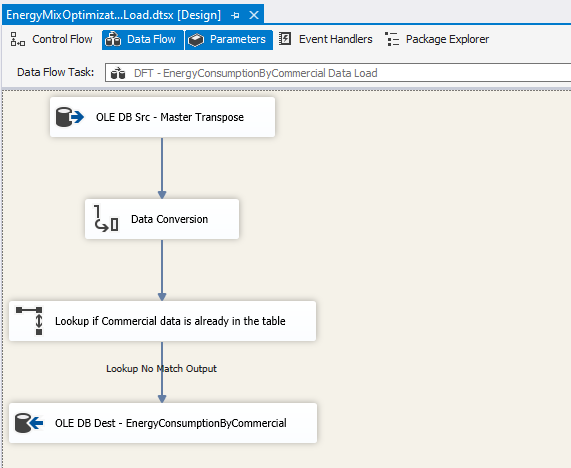 EnergyMixOptimizat...Load.dtsx [Design]
Control Flow Data Flow Parameters Event Handlers Package Explorer
Data Flow Task: DFT - EnergyConsumptionByCommercial Data Load
OLE DB Src - Master Transpose
Data Conversion
Lookup if Commercial data is already in the table
Lookup No Match Output
OLE DB Dest - EnergyConsumptionByCommercial